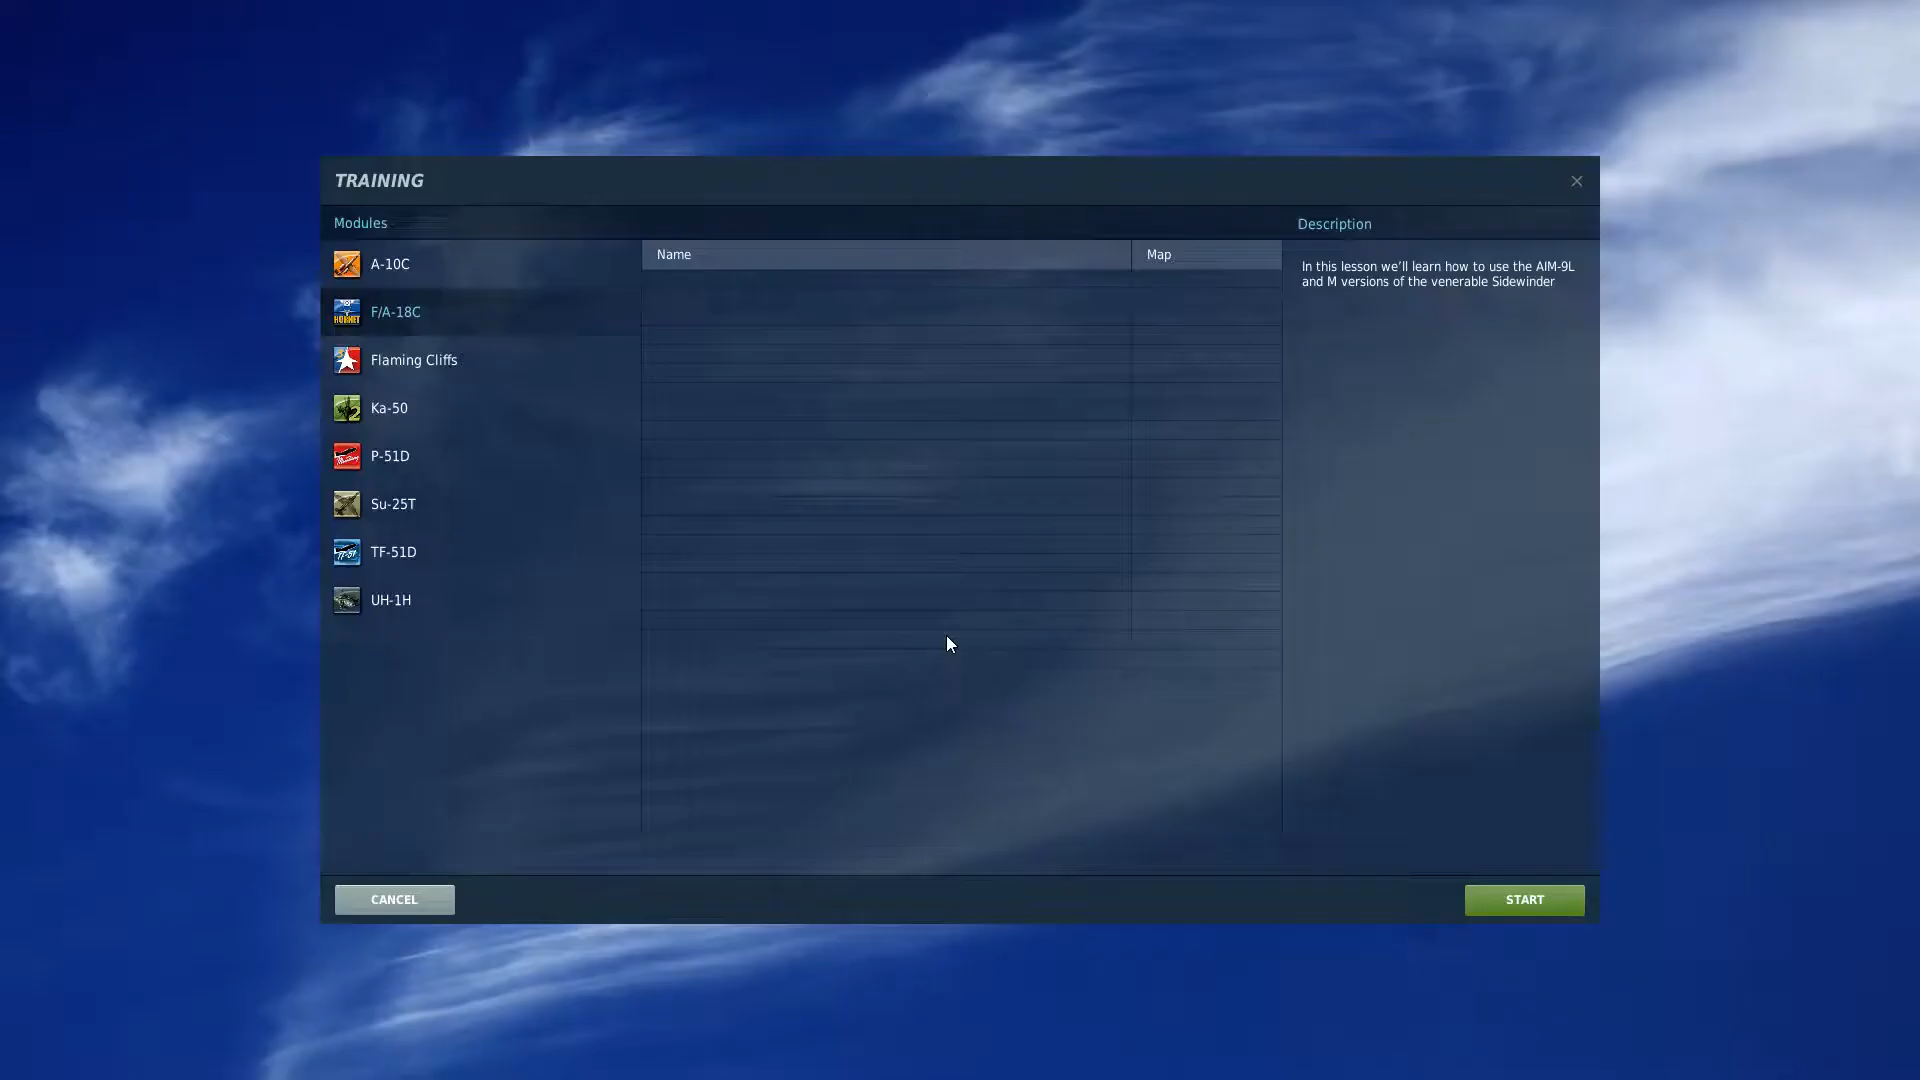 TRAINING
Modules
Description
A-10C
Name
Map
In this lesson we'll learn how to use the AIM-9L
and M versions of the venerable Sidewinder
HORNET
F/A-18C
Flaming Cliffs
Ka-50
P-51D
Su-25T
TF-51D
UH-1H
CANCEL
START